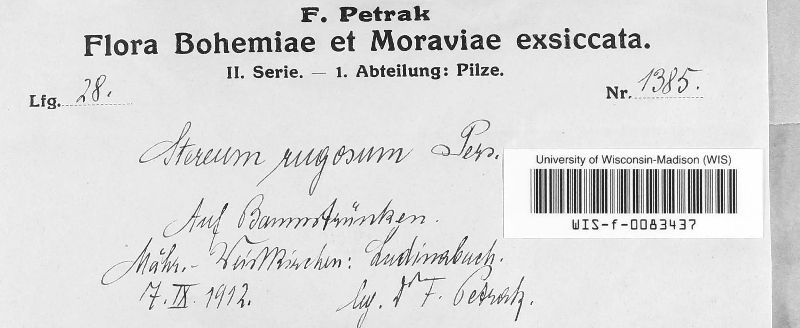 F. Petrak
Flora Bohemiae et Moraviae exsiccata.
II. Serie. — 1. Abteilung: Pilze.
Lfg. 28.
Nr. 1385.
Stereum rugosum Pers.
University of Wisconsin-Madison (WIS)
WIS-f-0083437
Auf Baumstrünken.
Mähr.-Weisskirchen: Ludinabach.
7. IX. 1912. lg. Dr F. Petrak.